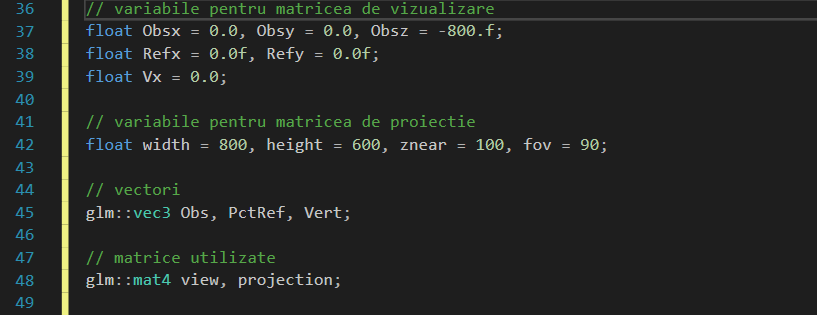 36 // variabile pentru matricea de vizualizare
37 float Obsx = 0.0, Obsy = 0.0, Obsz = -800.f;
38 float Refx = 0.0f, Refy = 0.0f;
39 float Vx = 0.0;
40
41 // variabile pentru matricea de proiectie
42 float width = 800, height = 600, znear = 100, fov = 90;
43
44 // vectori
45 glm::vec3 Obs, PctRef, Vert;
46
47 // matrice utilizate
48 glm::mat4 view, projection;
49